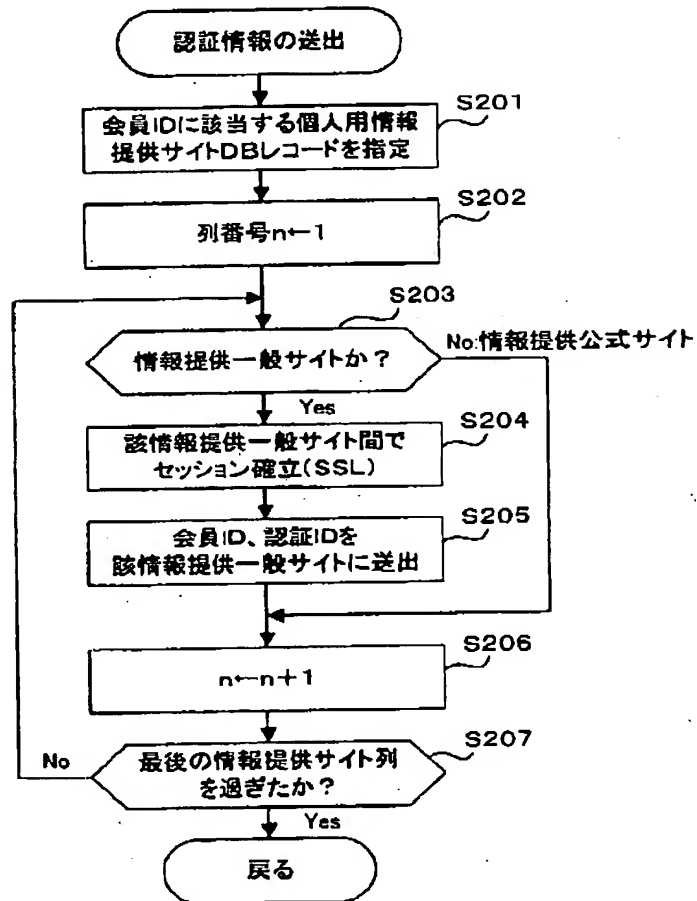 認証情報の送出
S201
会員IDに該当する個人用情報
提供サイトDBレコードを指定
S202
列番号n←1
S203
情報提供一般サイトか？
No:情報提供公式サイト
Yes
S204
該情報提供一般サイト間で
セッション確立(SSL)
S205
会員ID、認証IDを
該情報提供一般サイトに送出
S206
n←n+1
S207
最後の情報提供サイト列
を過ぎたか？
No
Yes
戻る